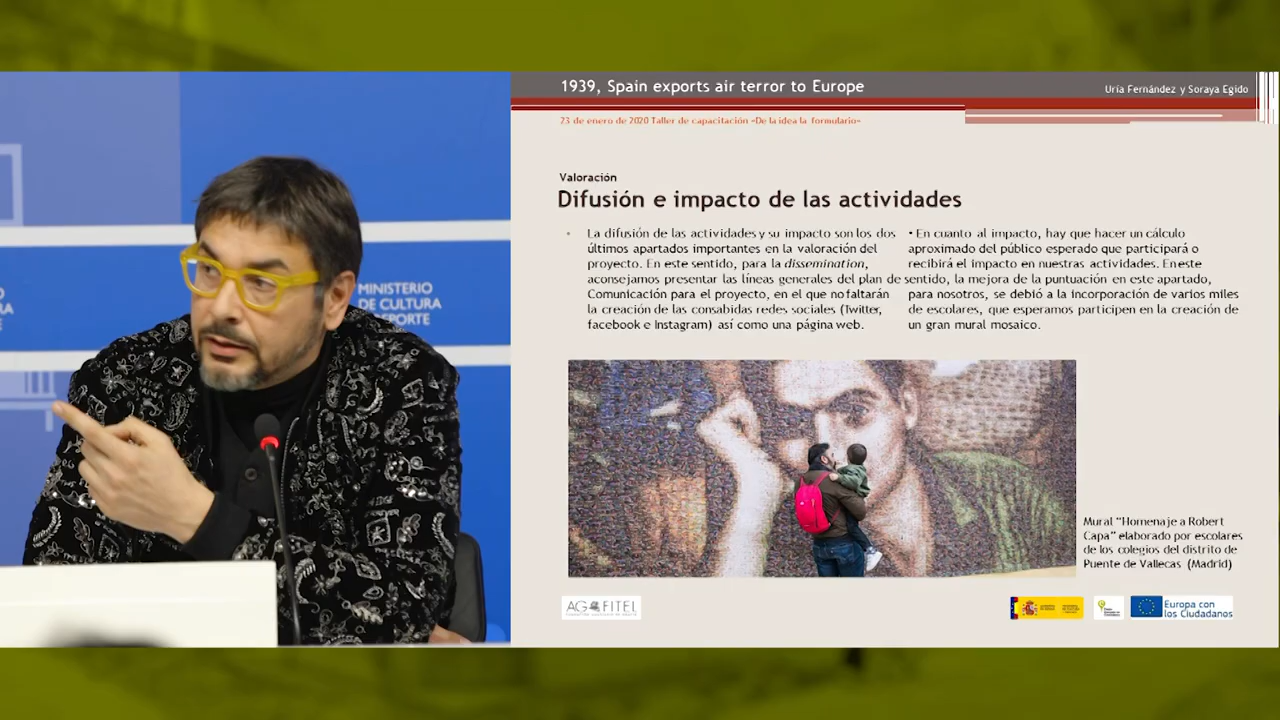 1939, Spain exports air terror to Europe
Uría Fernández y Soraya Egido
23 de enero de 2020 Taller de capacitación «De la idea la formulario»
Valoración
Difusión e impacto de las actividades
• La difusión de las actividades y su impacto son los dos
últimos apartados importantes en la valoración del
proyecto. En este sentido, para la dissemination,
aconsejamos presentar las líneas generales del plan de
Comunicación para el proyecto, en el que no faltarán
la creación de las consabidas redes sociales (Twitter,
facebook e Instagram) así como una página web.
• En cuanto al impacto, hay que hacer un cálculo
aproximado del público esperado que participará o
recibirá el impacto en nuestras actividades. En este
sentido, la mejora de la puntuación en este apartado,
para nosotros, se debió a la incorporación de varios miles
de escolares, que esperamos participen en la creación de
un gran mural mosaico.
Mural "Homenaje a Robert
Capa" elaborado por escolares
de los colegios del distrito de
Puente de Vallecas (Madrid)
Europa con
los Ciudadanos
MINISTERIO
DE CULTURA
DEPORTE